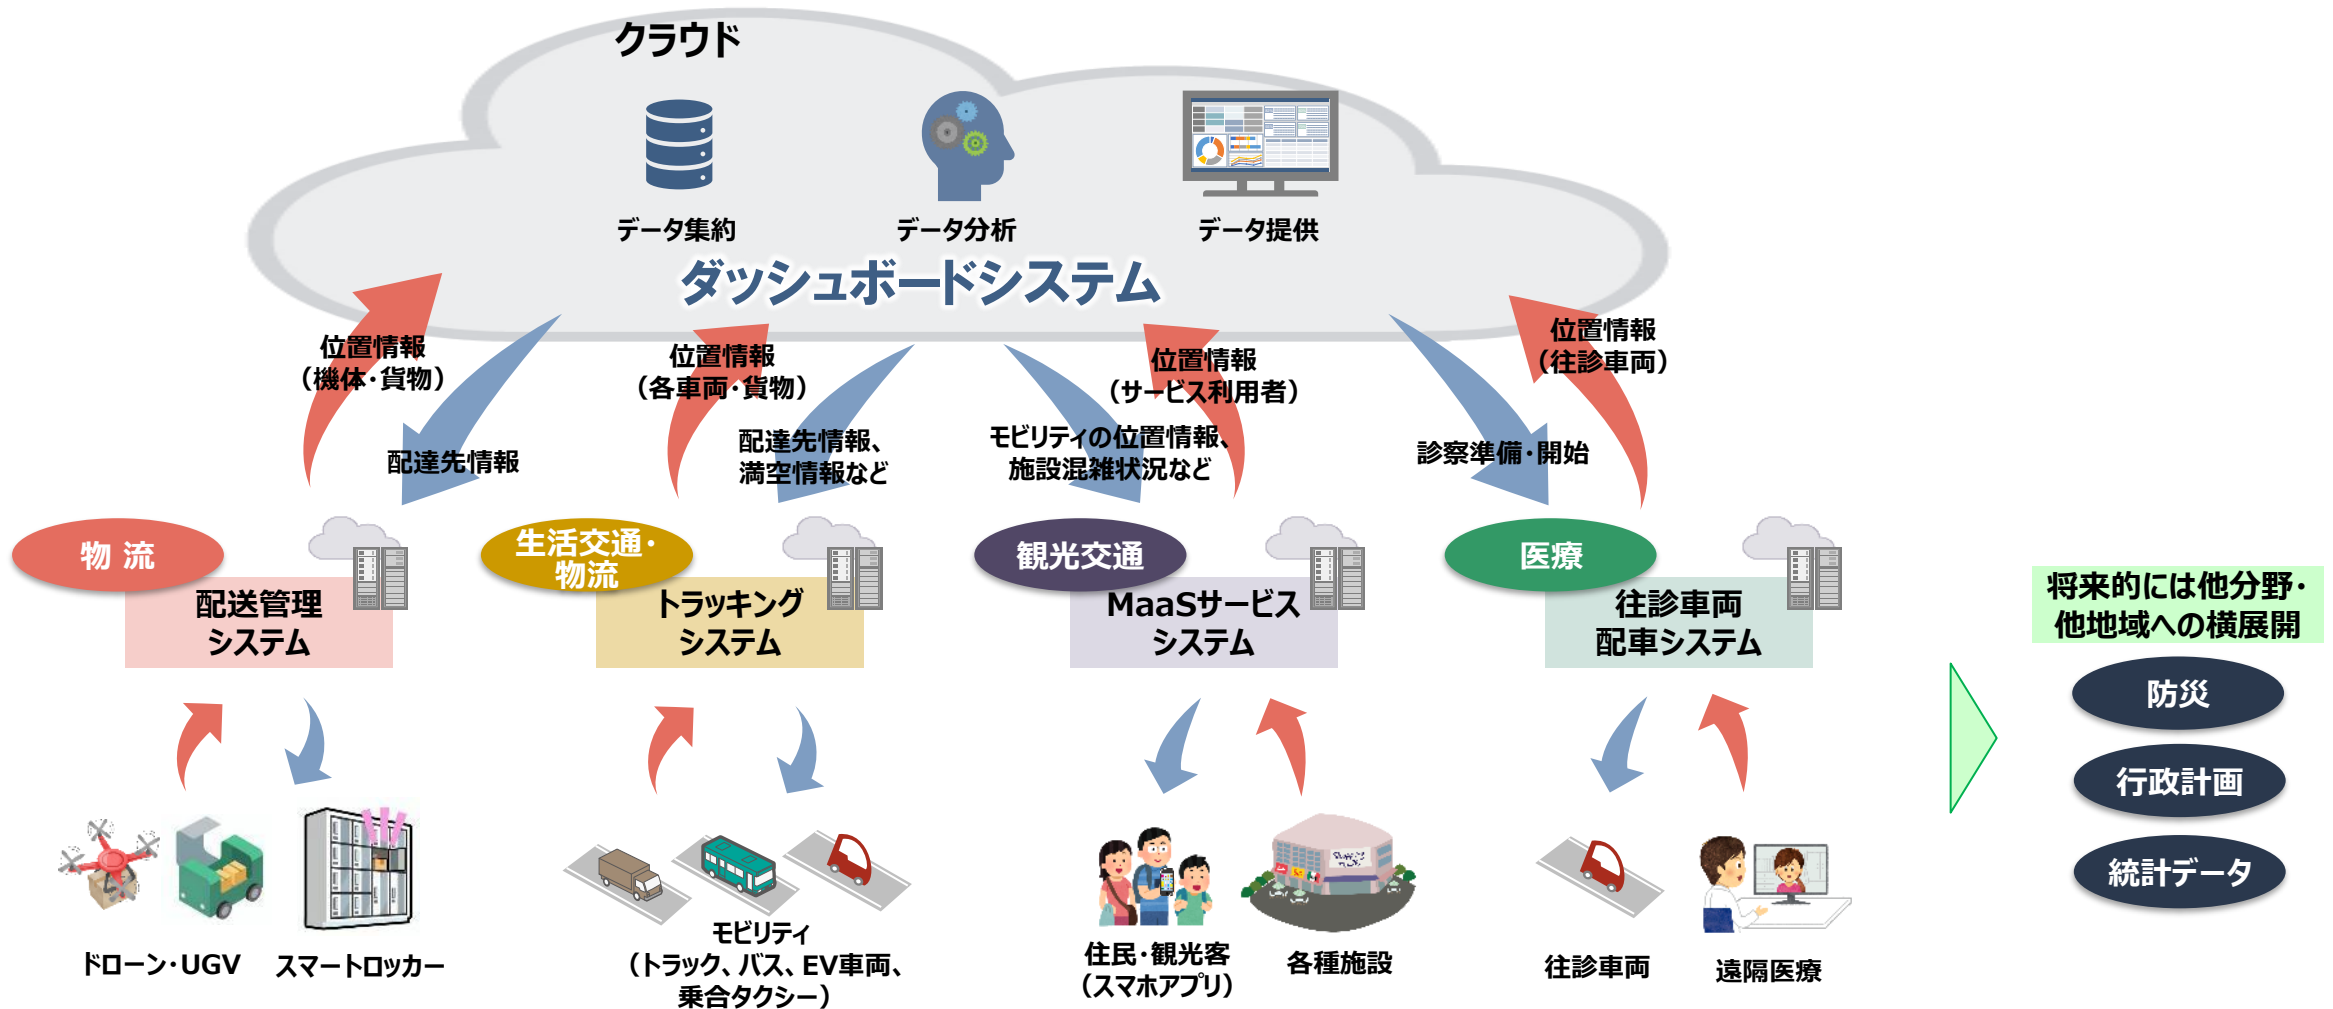 クラウド
データ集約
データ分析
データ提供
ダッシュボードシステム
位置情報
（機体・貨物）
配達先情報
位置情報
（各車両・貨物）
配達先情報、
満空情報など
モビリティの位置情報、
施設混雑状況など
位置情報
（サービス利用者）
診察準備・開始
位置情報
（往診車両）
物 流
配送管理
システム
生活交通・
物流
トラッキング
システム
観光交通
MaaSサービス
システム
医療
往診車両
配車システム
ドローン・UGV
スマートロッカー
モビリティ
（トラック、バス、EV車両、
乗合タクシー）
住民・観光客
（スマホアプリ）
各種施設
往診車両
遠隔医療
将来的には他分野・
他地域への横展開
防災
行政計画
統計データ